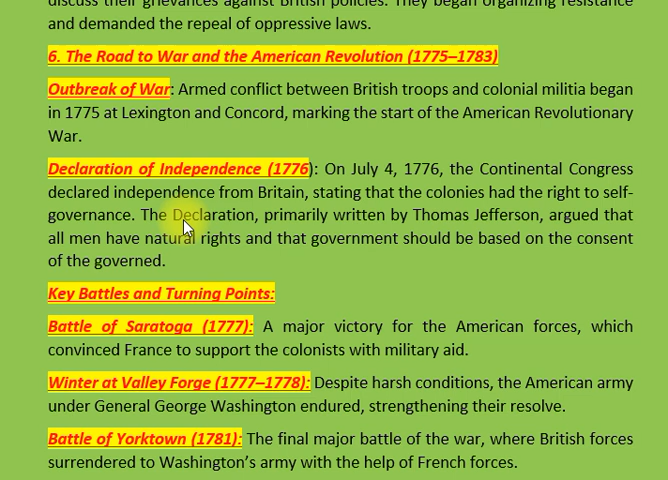 discuss their grievances against British policies. They began organizing resistance
and demanded the repeal of oppressive laws.
6. The Road to War and the American Revolution (1775–1783)
Outbreak of War: Armed conflict between British troops and colonial militia began
in 1775 at Lexington and Concord, marking the start of the American Revolutionary
War.
Declaration of Independence (1776): On July 4, 1776, the Continental Congress
declared independence from Britain, stating that the colonies had the right to self-
governance. The Declaration, primarily written by Thomas Jefferson, argued that
all men have natural rights and that government should be based on the consent
of the governed.
Key Battles and Turning Points:
Battle of Saratoga (1777): A major victory for the American forces, which
convinced France to support the colonists with military aid.
Winter at Valley Forge (1777–1778): Despite harsh conditions, the American army
under General George Washington endured, strengthening their resolve.
Battle of Yorktown (1781): The final major battle of the war, where British forces
surrendered to Washington’s army with the help of French forces.